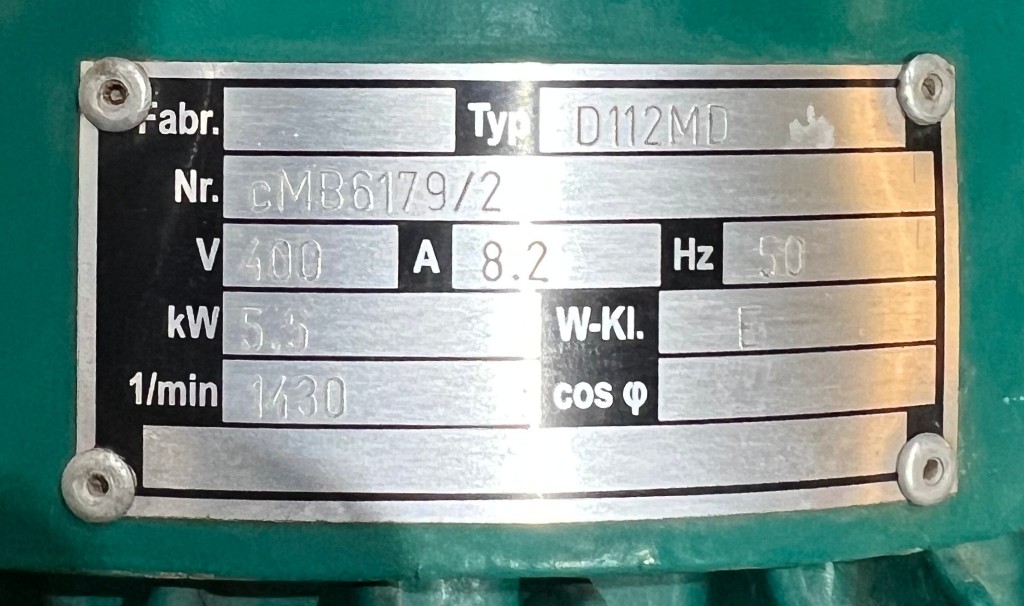 Fabr. Typ D112MD
Nr. cMB6179/2
V 400 A 8.2 Hz 50
kW 5.5 W-Kl. E
1/min 1430 cos φ